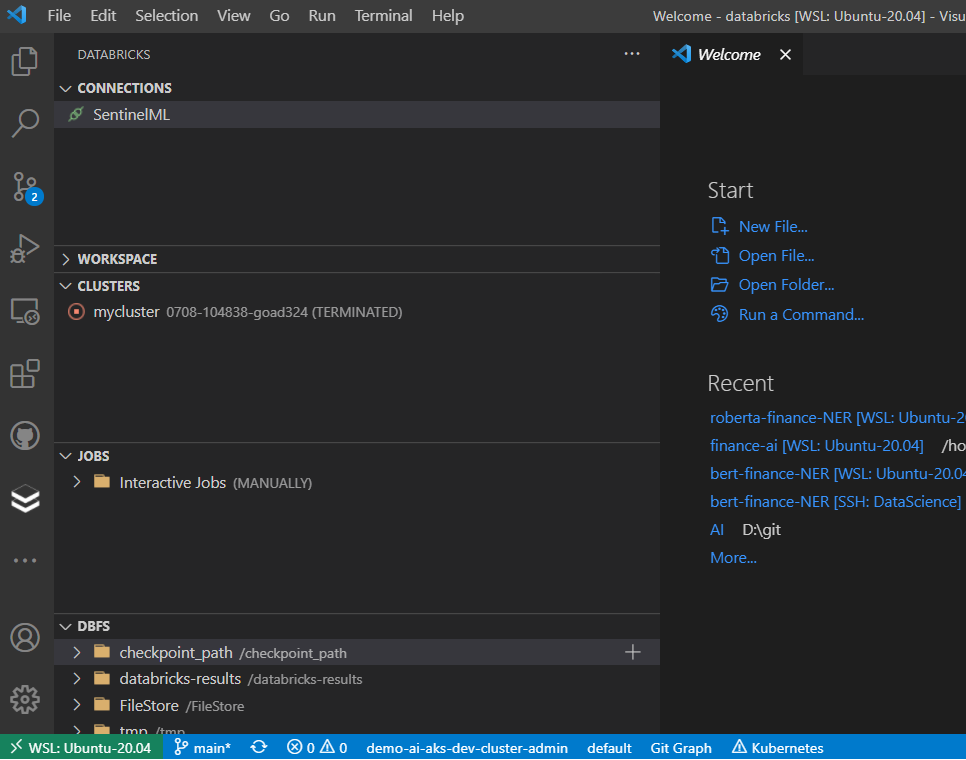 File Edit Selection View Go Run Terminal Help
Welcome - databricks [WSL: Ubuntu-20.04] - Visu
DATABRICKS
Welcome
CONNECTIONS
SentinelML
2
WORKSPACE
CLUSTERS
mycluster 0708-104838-goad324 (TERMINATED)
JOBS
Interactive Jobs (MANUALLY)
DBFS
checkpoint_path /checkpoint_path
databricks-results /databricks-results
FileStore /FileStore
tmp /tmp
Start
New File...
Open File...
Open Folder...
Run a Command...
Recent
roberta-finance-NER [WSL: Ubuntu-2
finance-ai [WSL: Ubuntu-20.04] /ho
bert-finance-NER [WSL: Ubuntu-20.04
bert-finance-NER [SSH: DataScience]
AI D:\git
More...
WSL: Ubuntu-20.04 main* 0 0 demo-ai-aks-dev-cluster-admin default Git Graph Kubernetes